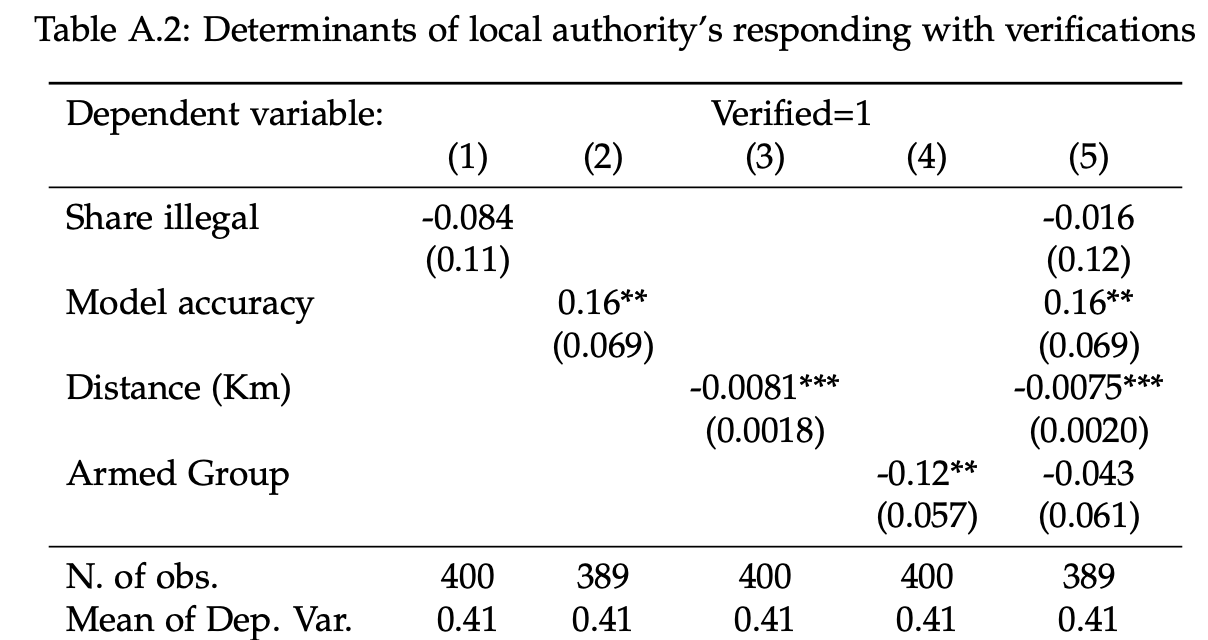 Table A.2: Determinants of local authority’s responding with verifications
Dependent variable: Verified=1
(1) (2) (3) (4) (5)
Share illegal -0.084 -0.016
(0.11) (0.12)
Model accuracy 0.16** 0.16**
(0.069) (0.069)
Distance (Km) -0.0081*** -0.0075***
(0.0018) (0.0020)
Armed Group -0.12** -0.043
(0.057) (0.061)
N. of obs. 400 389 400 400 389
Mean of Dep. Var. 0.41 0.41 0.41 0.41 0.41